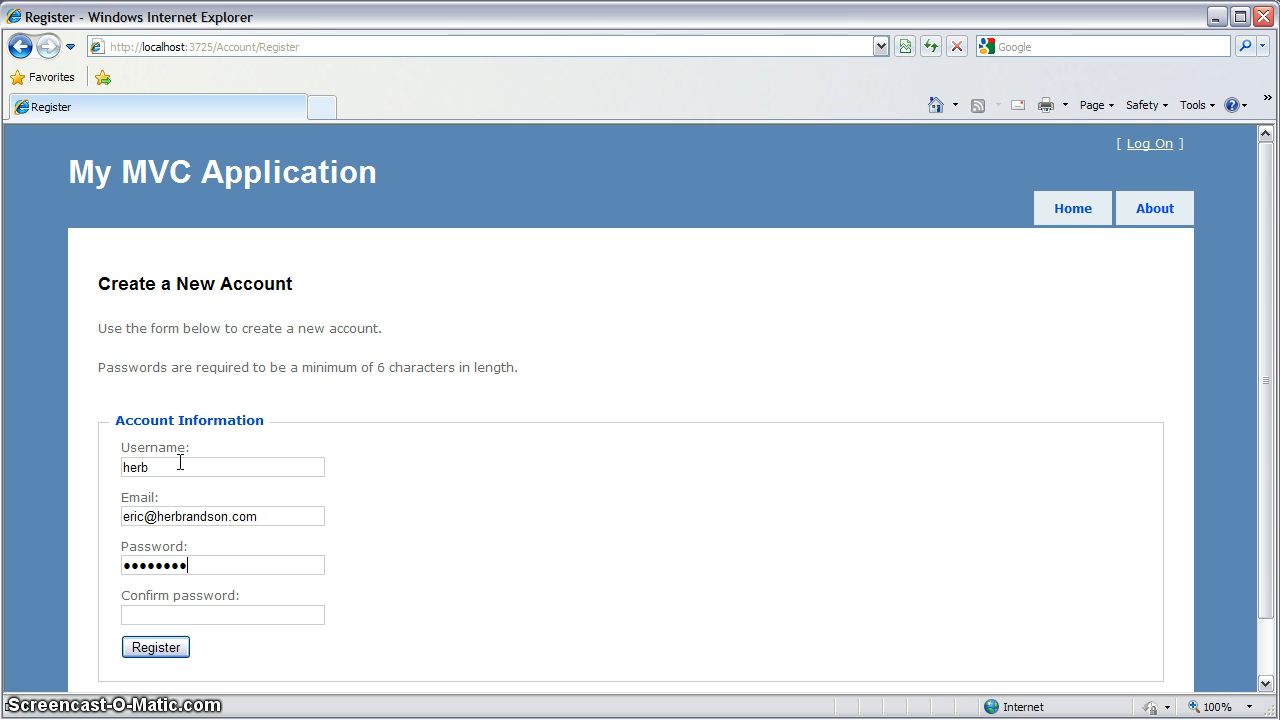 Register - Windows Internet Explorer
http://localhost:3725/Account/Register
Google
Favorites
Register
Page
Safety
Tools
»
[ Log On ]
My MVC Application
Home
About
Create a New Account
Use the form below to create a new account.
Passwords are required to be a minimum of 6 characters in length.
Account Information
Username:
herb
Email:
eric@herbrandson.com
Password:
••••••••
Confirm password:
Register
Screencast-O-Matic.com
Internet
100%